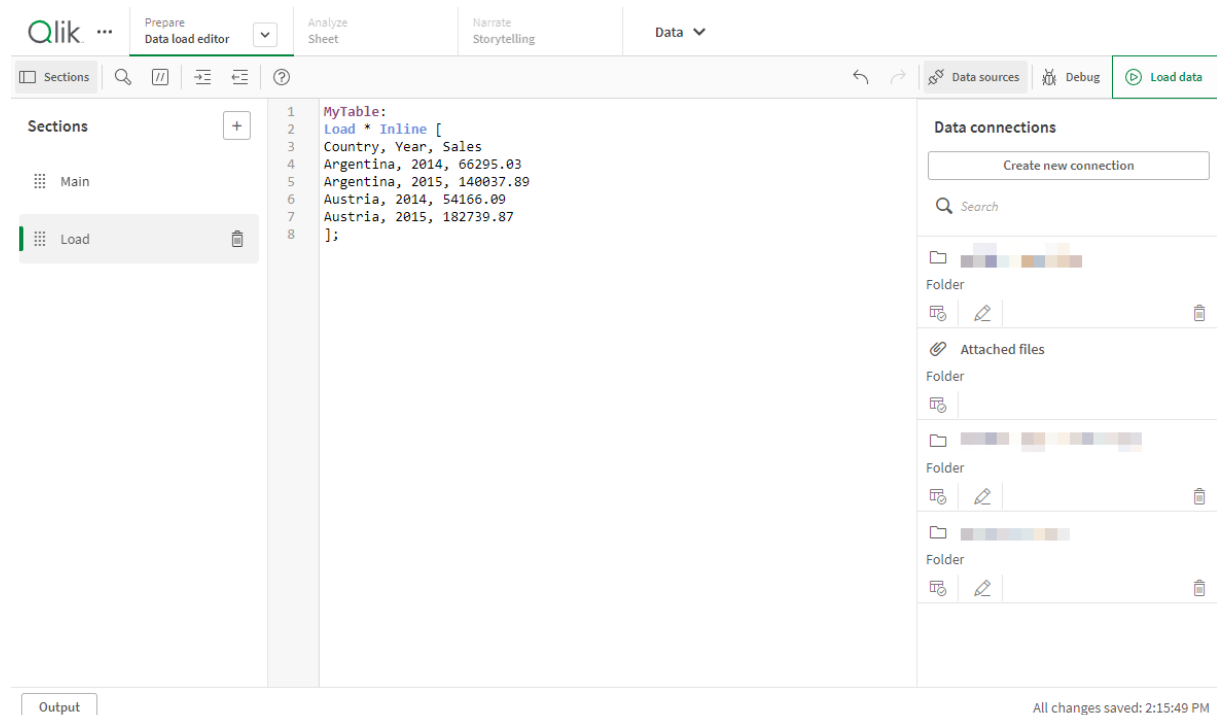 Qlik
Prepare
Data load editor
Analyze
Sheet
Narrate
Storytelling
Data
Sections
//
?
Data sources
Debug
Load data
Sections
+
Main
Load
1 MyTable:
2 Load * Inline [
3 Country, Year, Sales
4 Argentina, 2014, 66295.03
5 Argentina, 2015, 140037.89
6 Austria, 2014, 54166.09
7 Austria, 2015, 182739.87
8 ];
Data connections
Create new connection
Search
Folder
Attached files
Folder
Folder
Folder
Output
All changes saved: 2:15:49 PM